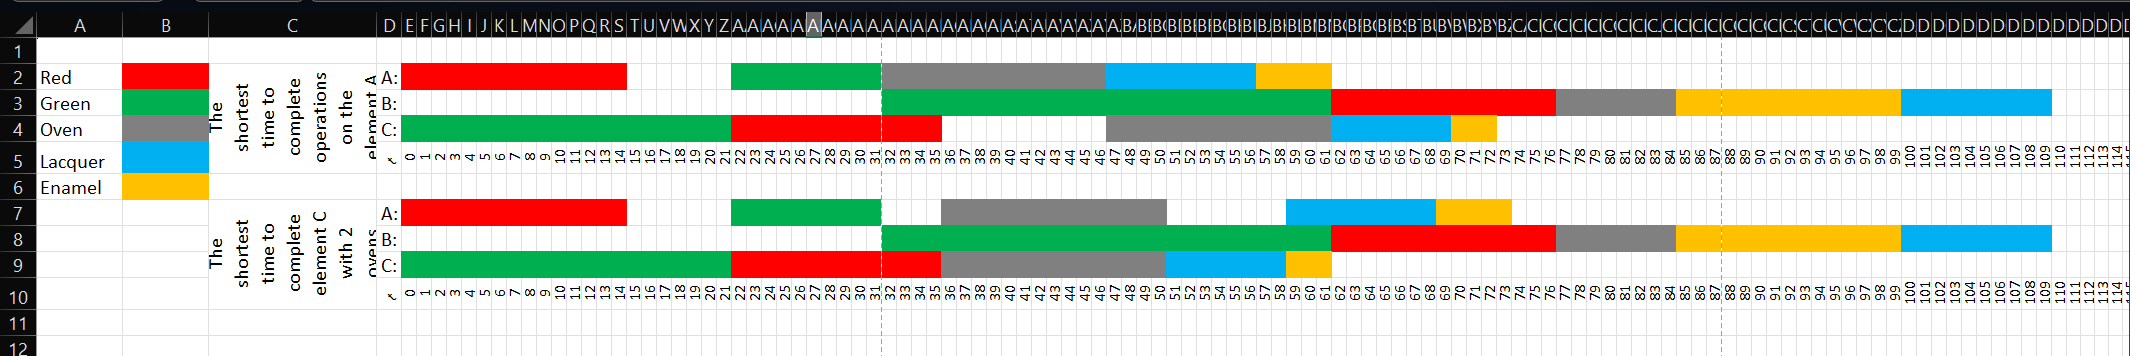 A B C D E F G H I J K L M N O P Q R S T U V W X Y Z
1
2 Red A:
3 Green B:
4 Oven C:
The shortest time to complete operations on the element A
5 Lacquer 0 1 2 3 4 5 6 7 8 9 10 11 12 13 14 15 16 17 18 19 20 21 22 23 24 25 26 27 28 29 30 31 32 33 34 35 36 37 38 39 40 41 42 43 44 45 46 47 48 49 50 51 52 53 54 55 56 57 58 59 60 61 62 63 64 65 66 67 68 69 70 71 72 73 74 75 76 77 78 79 80 81 82 83 84 85 86 87 88 89 90 91 92 93 94 95 96 97 98 99 100 101 102 103 104 105 106 107 108 109 110 111 112 113 114
6 Enamel
7 A:
8 B:
9 C:
The shortest time to complete element C with 2 ovens
10 0 1 2 3 4 5 6 7 8 9 10 11 12 13 14 15 16 17 18 19 20 21 22 23 24 25 26 27 28 29 30 31 32 33 34 35 36 37 38 39 40 41 42 43 44 45 46 47 48 49 50 51 52 53 54 55 56 57 58 59 60 61 62 63 64 65 66 67 68 69 70 71 72 73 74 75 76 77 78 79 80 81 82 83 84 85 86 87 88 89 90 91 92 93 94 95 96 97 98 99 100 101 102 103 104 105 106 107 108 109 110 111 112 113 114
11
12